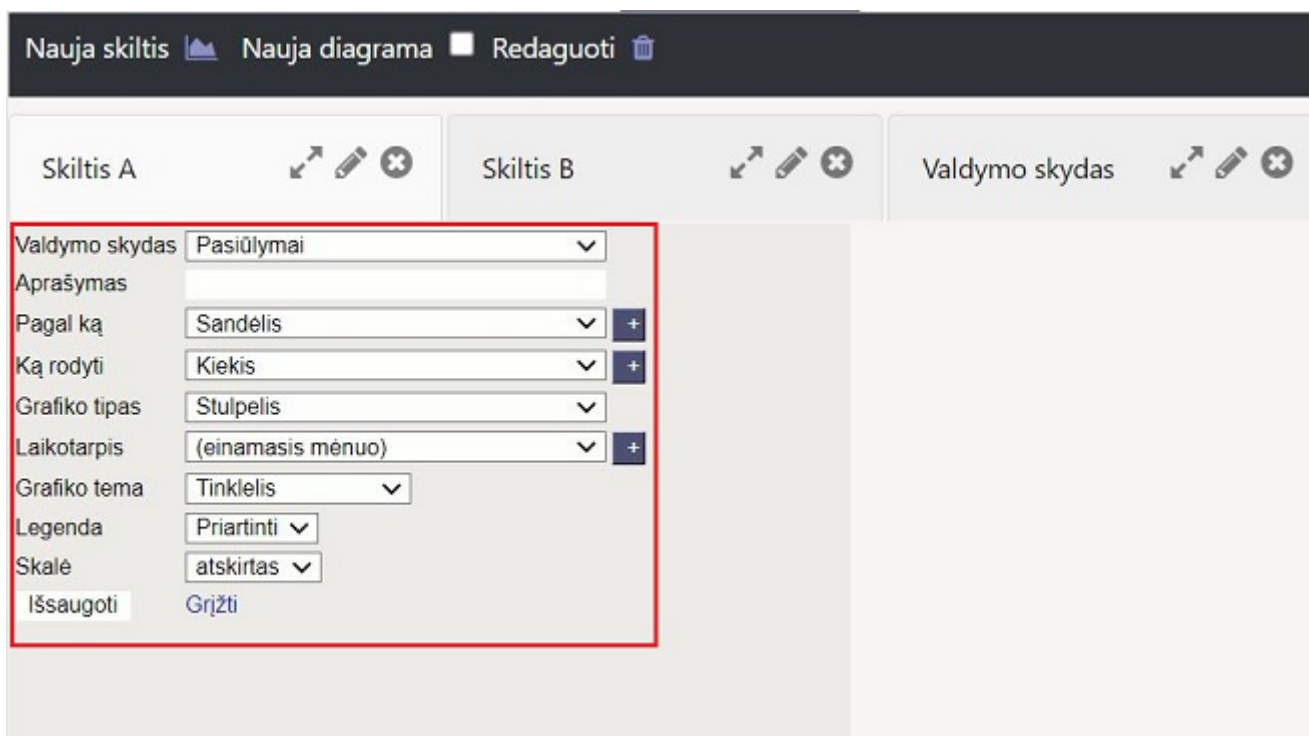 Nauja skiltis Nauja diagrama Redaguoti
Skiltis A Skiltis B Valdymo skydas
Valdymo skydas Pasiūlymai
Aprašymas
Pagal ką Sandėlis +
Ką rodyti Kiekis +
Grafiko tipas Stulpelis
Laikotarpis (einamasis mėnuo) +
Grafiko tema Tinklelis
Legenda Priartinti
Skalė atskirtas
Išsaugoti Grįžti